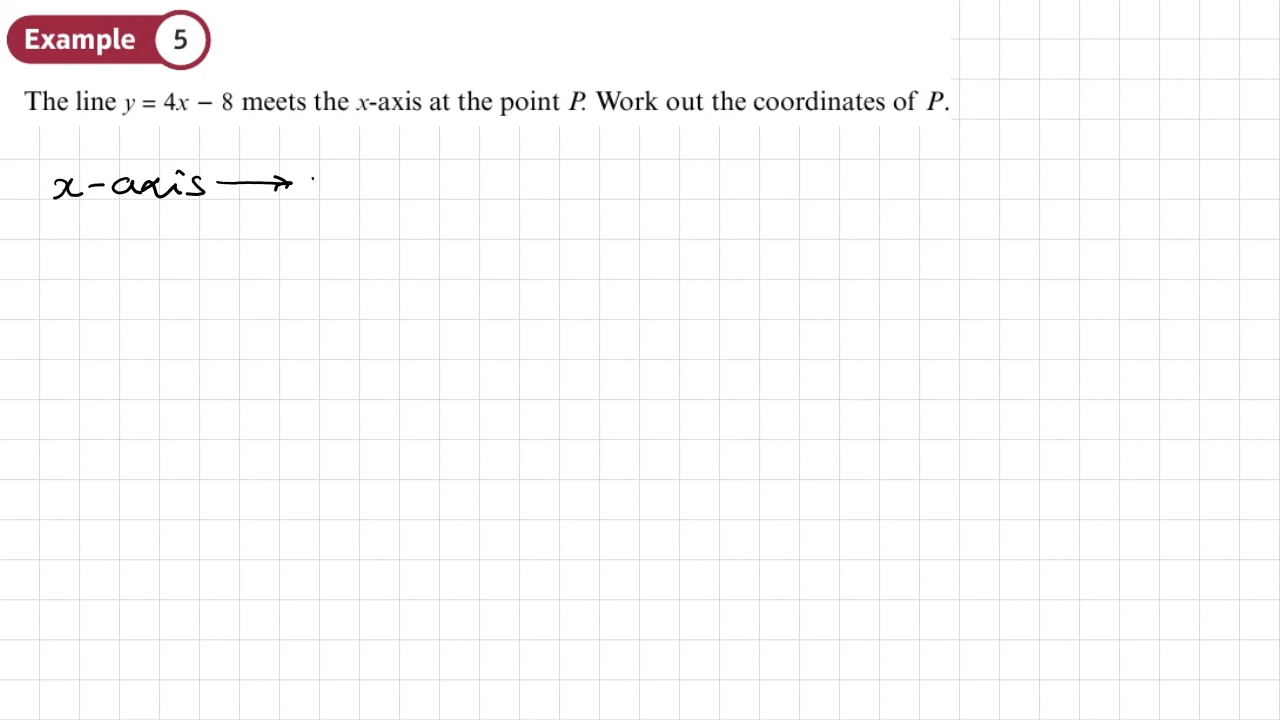 Example 5
The line y = 4x − 8 meets the x-axis at the point P. Work out the coordinates of P.
x-axis →